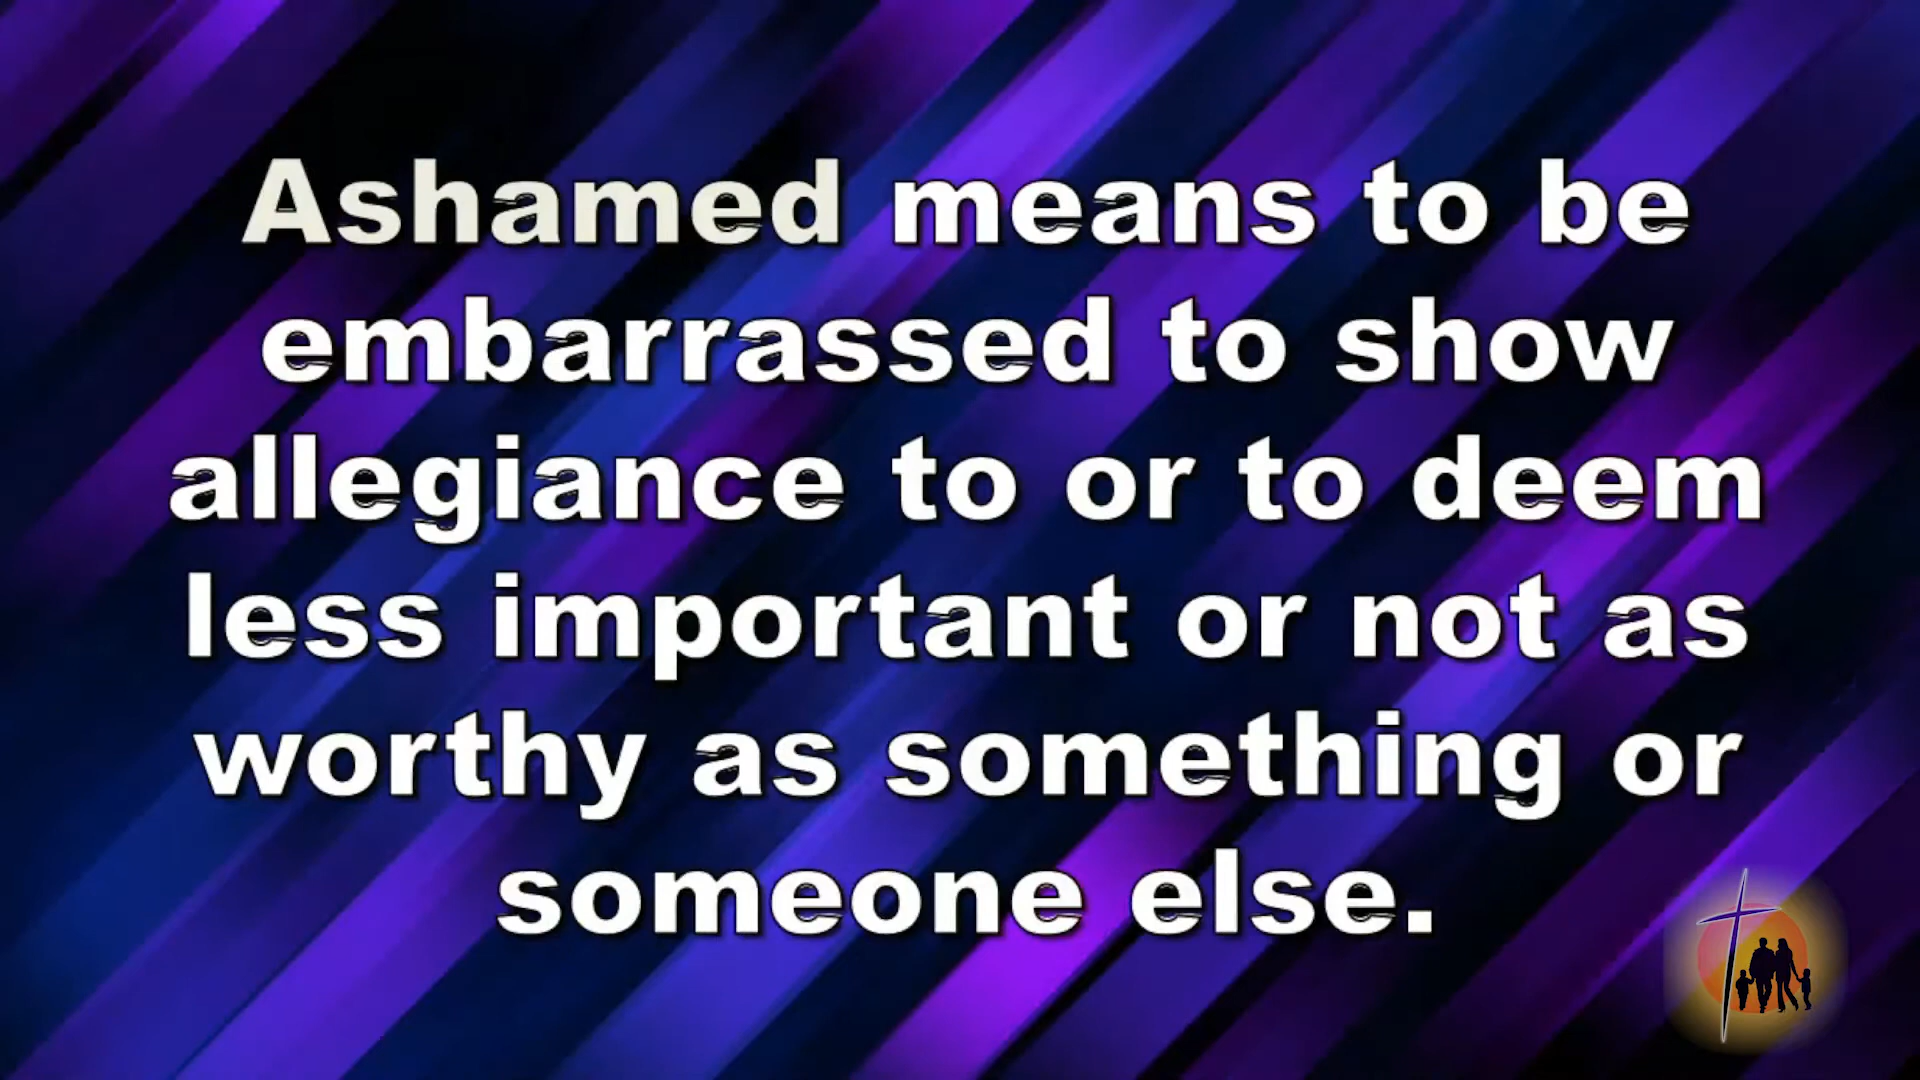 Ashamed means to be
embarrassed to show
allegiance to or to deem
less important or not as
worthy as something or
someone else.